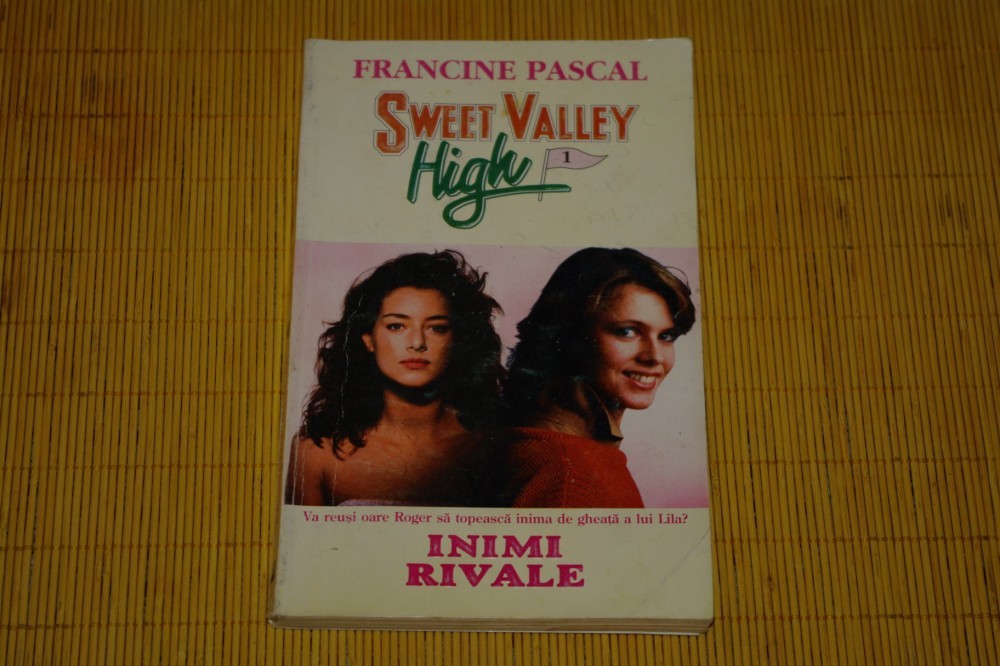 FRANCINE PASCAL
SWEET VALLEY
High 1
Va reuși oare Roger să topească inima de gheață a lui Lila?
INIMI
RIVALE